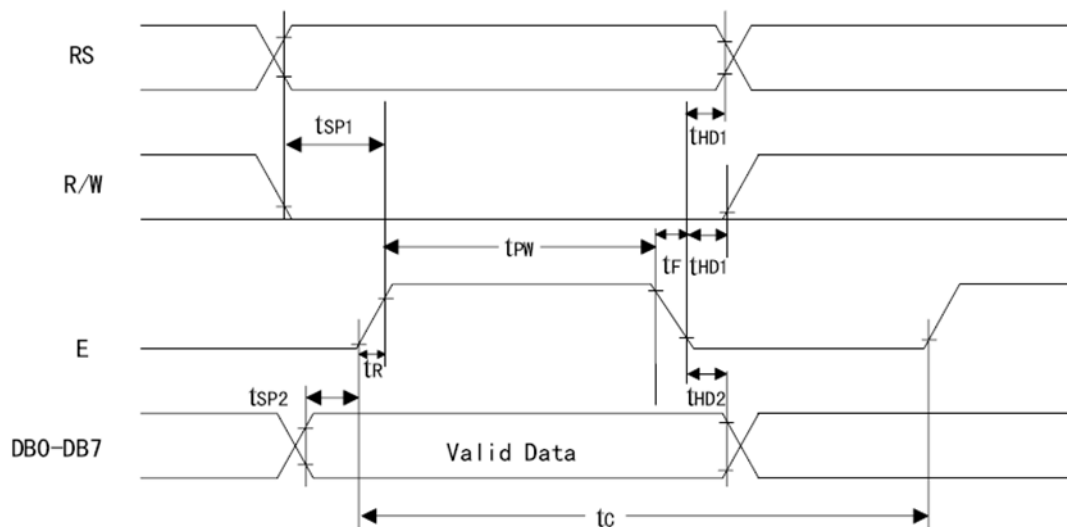 RS
tSP1
tHD1
R/W
tPW
tF
tHD1
E
tR
tSP2
tHD2
DB0-DB7
Valid Data
tC